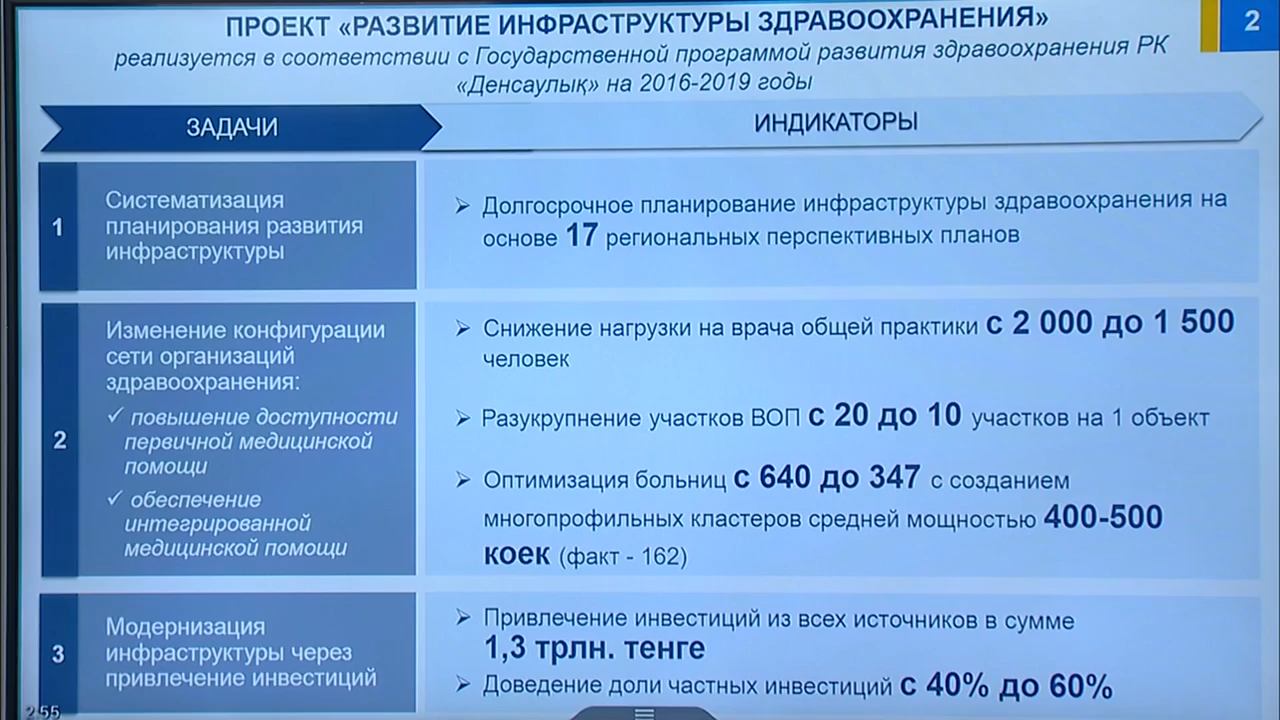 ПРОЕКТ «РАЗВИТИЕ ИНФРАСТРУКТУРЫ ЗДРАВООХРАНЕНИЯ»
2
реализуется в соответствии с Государственной программой развития здравоохранения РК
«Денсаулық» на 2016-2019 годы
ЗАДАЧИ
ИНДИКАТОРЫ
1
Систематизация
планирования развития
инфраструктуры
➢ Долгосрочное планирование инфраструктуры здравоохранения на
основе 17 региональных перспективных планов
2
Изменение конфигурации
сети организаций
здравоохранения:
✓ повышение доступности
первичной медицинской
помощи
✓ обеспечение
интегрированной
медицинской помощи
➢ Снижение нагрузки на врача общей практики с 2 000 до 1 500
человек
➢ Разукрупнение участков ВОП с 20 до 10 участков на 1 объект
➢ Оптимизация больниц с 640 до 347 с созданием
многопрофильных кластеров средней мощностью 400-500
коек (факт - 162)
3
Модернизация
инфраструктуры через
привлечение инвестиций
➢ Привлечение инвестиций из всех источников в сумме
1,3 трлн. тенге
➢ Доведение доли частных инвестиций с 40% до 60%
2:55